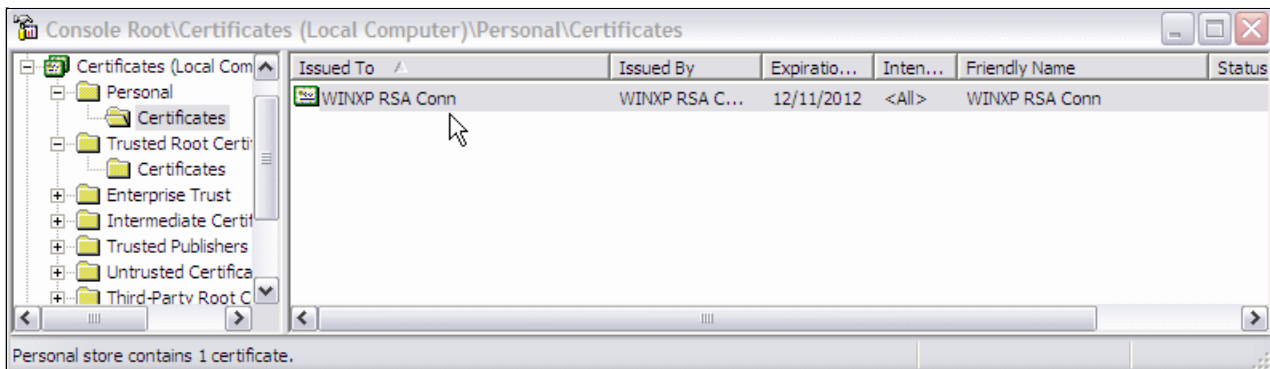 Console Root\Certificates (Local Computer)\Personal\Certificates
Certificates (Local Com
Personal
Certificates
Trusted Root Certi
Certificates
Enterprise Trust
Intermediate Certif
Trusted Publishers
Untrusted Certifica
Third-Party Root C
Issued To Issued By Expiratio... Inten... Friendly Name Status
WINXP RSA Conn WINXP RSA C... 12/11/2012 <All> WINXP RSA Conn
Personal store contains 1 certificate.